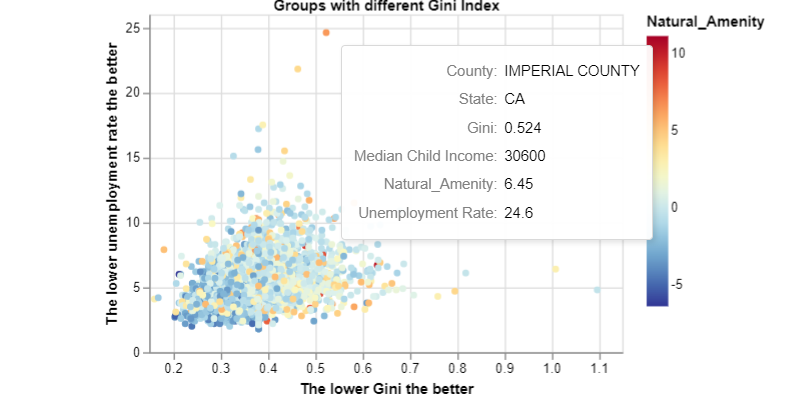 Groups with different Gini Index
Natural_Amenity
10
5
0
-5
The lower unemployment rate the better
25
20
15
10
5
0
County: IMPERIAL COUNTY
State: CA
Gini: 0.524
Median Child Income: 30600
Natural_Amenity: 6.45
Unemployment Rate: 24.6
0.2 0.3 0.4 0.5 0.6 0.7 0.8 0.9 1.0 1.1
The lower Gini the better